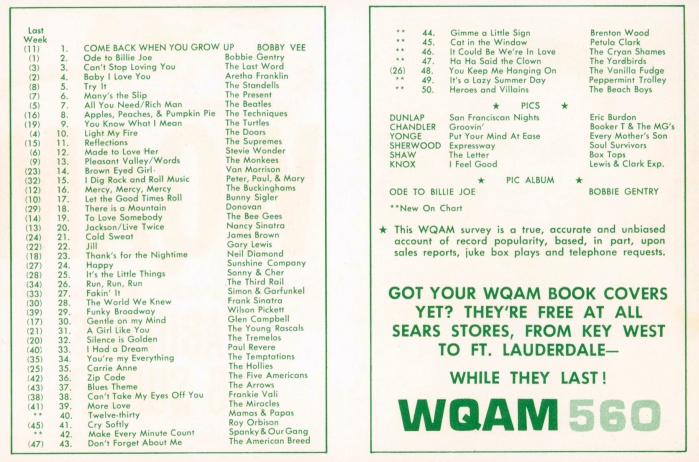 Last
Week
(11) 1. COME BACK WHEN YOU GROW UP BOBBY VEE
(1) 2. Ode to Billie Joe Bobbie Gentry
(3) 3. Can't Stop Loving You The Last Word
(2) 4. Baby I Love You Aretha Franklin
(8) 5. Try It The Standells
(7) 6. Many's the Slip The Present
(5) 7. All You Need/Rich Man The Beatles
(16) 8. Apples, Peaches, & Pumpkin Pie The Techniques
(19) 9. You Know What I Mean The Turtles
(4) 10. Light My Fire The Doors
(15) 11. Reflections The Supremes
(6) 12. Made to Love Her Stevie Wonder
(9) 13. Pleasant Valley/Words The Monkees
(23) 14. Brown Eyed Girl Van Morrison
(32) 15. I Dig Rock and Roll Music Peter, Paul, & Mary
(12) 16. Mercy, Mercy, Mercy The Buckinghams
(10) 17. Let the Good Times Roll Bunny Sigler
(29) 18. There is a Mountain Donovan
(14) 19. To Love Somebody The Bee Gees
(13) 20. Jackson/Live Twice Nancy Sinatra
(24) 21. Cold Sweat James Brown
(22) 22. Jill Gary Lewis
(18) 23. Thank's for the Nightime Neil Diamond
(27) 24. Happy Sunshine Company
(28) 25. It's the Little Things Sonny & Cher
(34) 26. Run, Run, Run The Third Rail
(33) 27. Fakin' It Simon & Garfunkel
(30) 28. The World We Knew Frank Sinatra
(39) 29. Funky Broadway Wilson Pickett
(17) 30. Gentle on my Mind Glen Campbell
(21) 31. A Girl Like You The Young Rascals
(20) 32. Silence is Golden The Tremelos
(40) 33. I Had a Dream Paul Revere
(35) 34. You're my Everything The Temptations
(25) 35. Carrie Anne The Hollies
(42) 36. Zip Code The Five Americans
(43) 37. Blues Theme The Arrows
(38) 38. Can't Take My Eyes Off You Frankie Vali
(41) 39. More Love The Miracles
** 40. Twelve-thirty Mamas & Papas
(45) 41. Cry Softly Roy Orbison
** 42. Make Every Minute Count Spanky & Our Gang
(47) 43. Don't Forget About Me The American Breed
** 44. Gimme a Little Sign Brenton Wood
** 45. Cat in the Window Petula Clark
** 46. It Could Be We're In Love The Cryan Shames
** 47. Ha Ha Said the Clown The Yardbirds
(26) 48. You Keep Me Hanging On The Vanilla Fudge
** 49. It's a Lazy Summer Day Peppermint Trolley
** 50. Heroes and Villains The Beach Boys
★ PICS ★
DUNLAP San Franciscan Nights Eric Burdon
CHANDLER Groovin' Booker T & The MG's
YONGE Put Your Mind At Ease Every Mother's Son
SHERWOOD Expressway Soul Survivors
SHAW The Letter Box Tops
KNOX I Feel Good Lewis & Clark Exp.
★ PIC ALBUM ★
ODE TO BILLIE JOE BOBBIE GENTRY
**New On Chart
★ This WQAM survey is a true, accurate and unbiased
account of record popularity, based, in part, upon
sales reports, juke box plays and telephone requests.
GOT YOUR WQAM BOOK COVERS
YET? THEY'RE FREE AT ALL
SEARS STORES, FROM KEY WEST
TO FT. LAUDERDALE—
WHILE THEY LAST!
WQAM 560